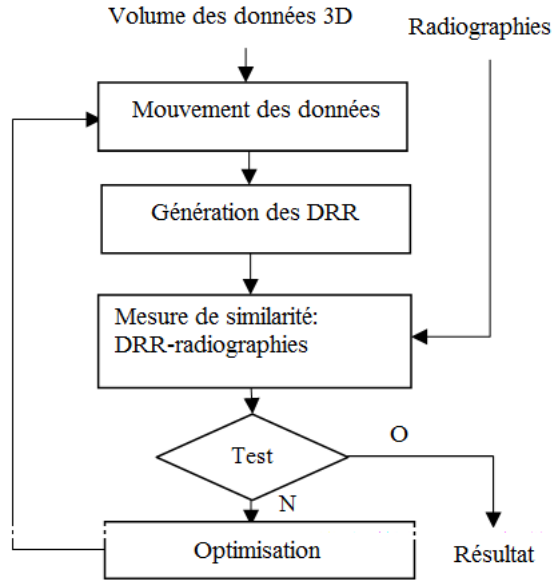 Volume des données 3D
Radiographies
Mouvement des données
Génération des DRR
Mesure de similarité:
DRR-radiographies
Test
O
N
Optimisation
Résultat